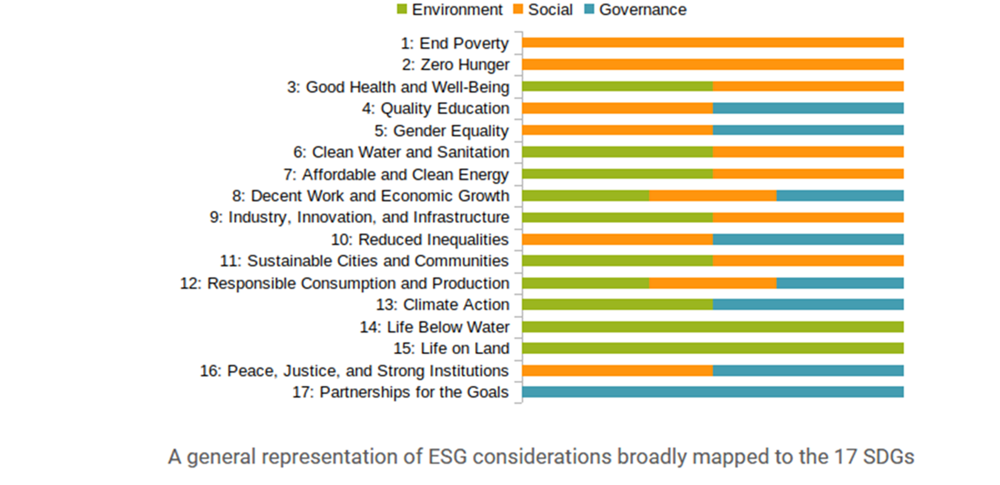 Environment Social Governance
1: End Poverty
2: Zero Hunger
3: Good Health and Well-Being
4: Quality Education
5: Gender Equality
6: Clean Water and Sanitation
7: Affordable and Clean Energy
8: Decent Work and Economic Growth
9: Industry, Innovation, and Infrastructure
10: Reduced Inequalities
11: Sustainable Cities and Communities
12: Responsible Consumption and Production
13: Climate Action
14: Life Below Water
15: Life on Land
16: Peace, Justice, and Strong Institutions
17: Partnerships for the Goals
A general representation of ESG considerations broadly mapped to the 17 SDGs